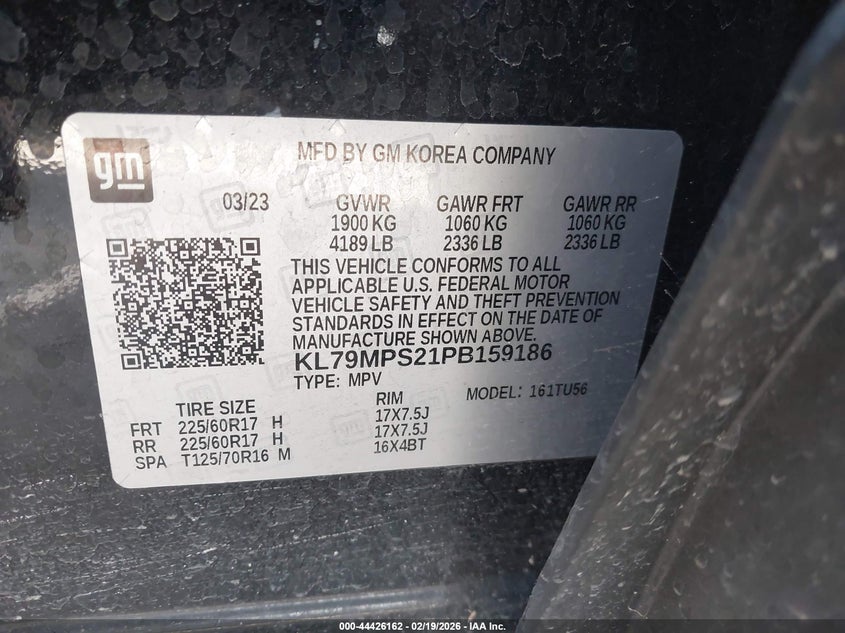 gm
MFD BY GM KOREA COMPANY
03/23 GVWR GAWR FRT GAWR RR
1900 KG 1060 KG 1060 KG
4189 LB 2336 LB 2336 LB
THIS VEHICLE CONFORMS TO ALL
APPLICABLE U.S. FEDERAL MOTOR
VEHICLE SAFETY AND THEFT PREVENTION
STANDARDS IN EFFECT ON THE DATE OF
MANUFACTURE SHOWN ABOVE.
KL79MPS21PB159186
TYPE: MPV MODEL: 161TU56
TIRE SIZE RIM
FRT 225/60R17 H 17X7.5J
RR 225/60R17 H 17X7.5J
SPA T125/70R16 M 16X4BT
000-44426162 - 02/19/2026 - IAA Inc.